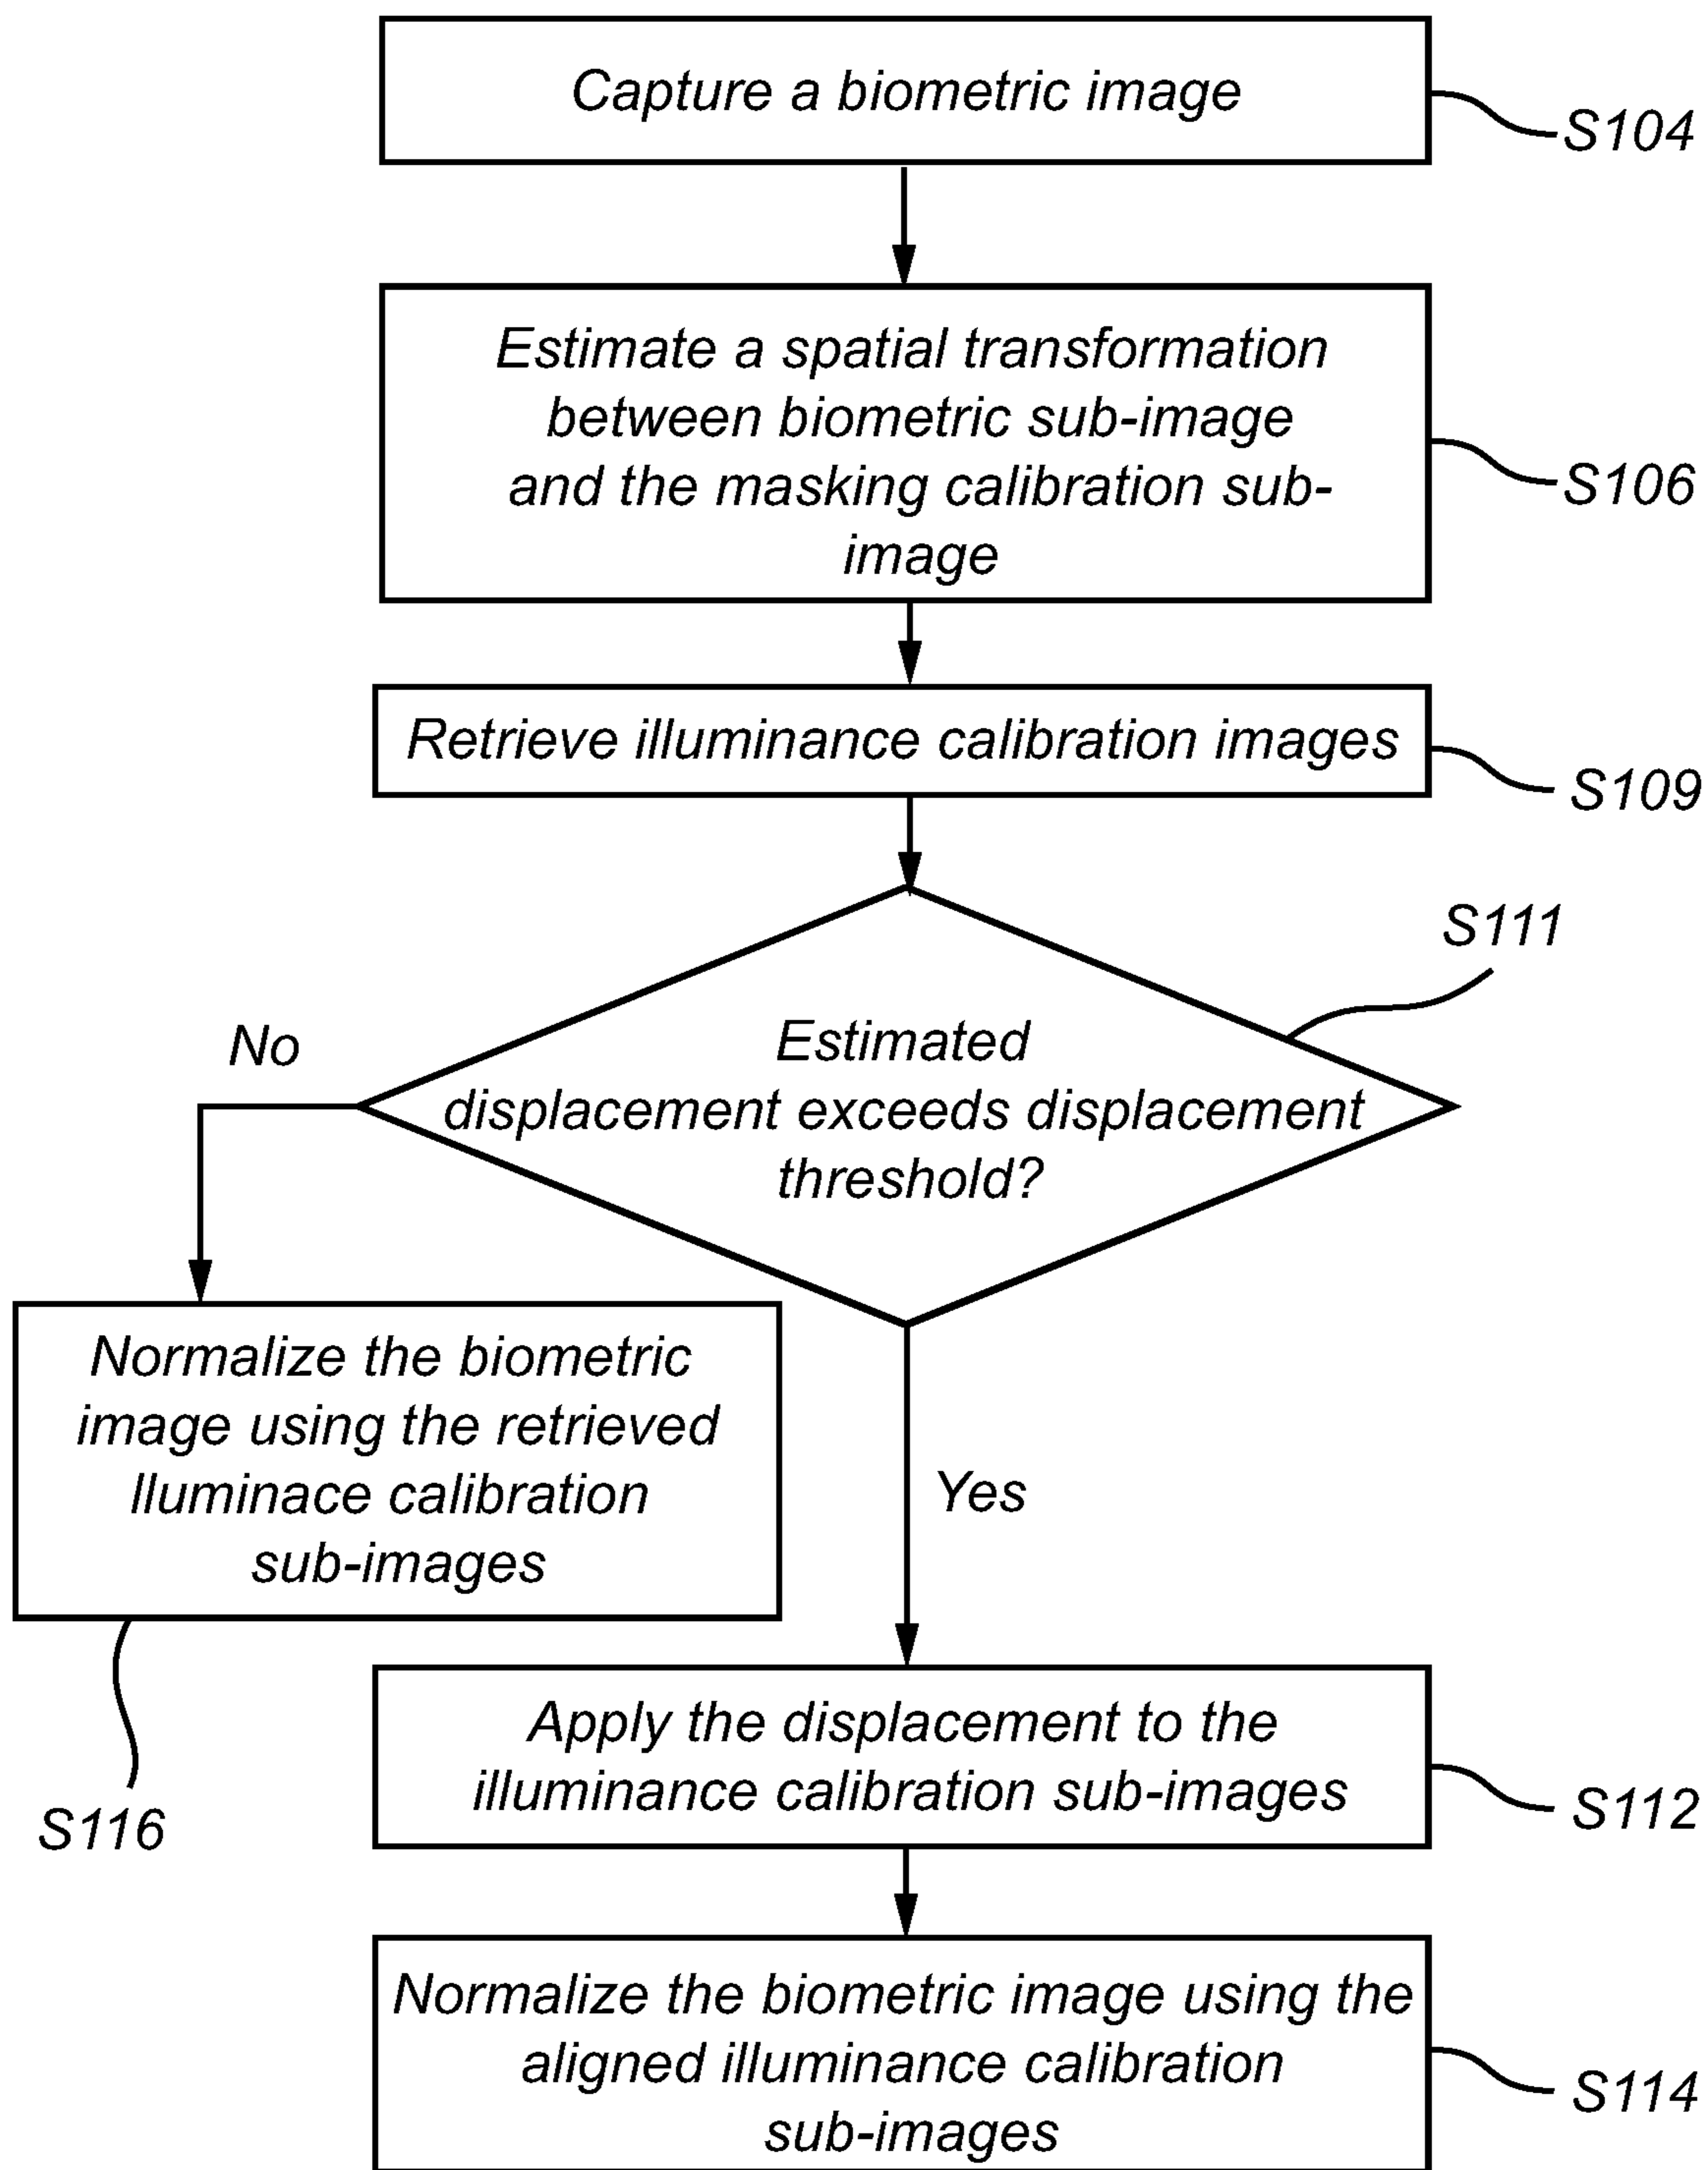 Capture a biometric image
S104
Estimate a spatial transformation
between biometric sub-image
and the masking calibration sub-
image
S106
Retrieve illuminance calibration images
S109
S111
Estimated
displacement exceeds displacement
threshold?
No
Normalize the biometric
image using the retrieved
lluminace calibration
sub-images
Yes
S116
Apply the displacement to the
illuminance calibration sub-images
S112
Normalize the biometric image using the
aligned illuminance calibration
sub-images
S114